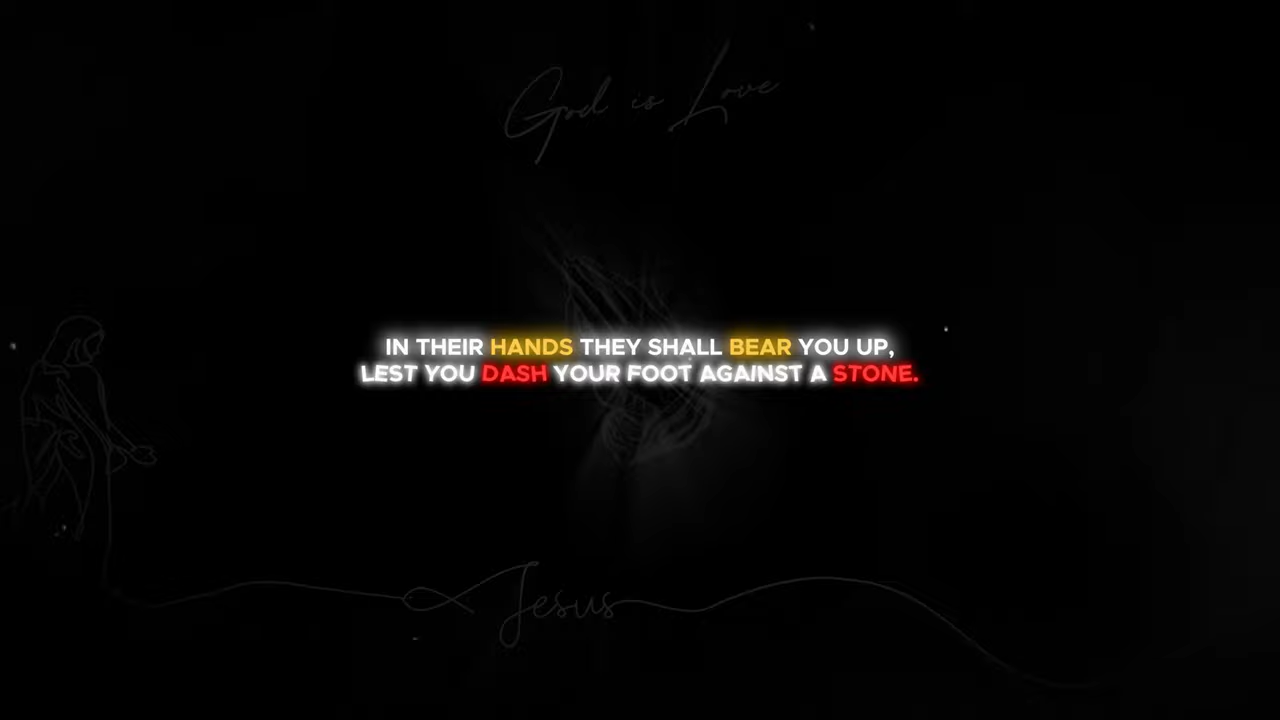 God is Love
IN THEIR HANDS THEY SHALL BEAR YOU UP,
LEST YOU DASH YOUR FOOT AGAINST A STONE.
Jesus